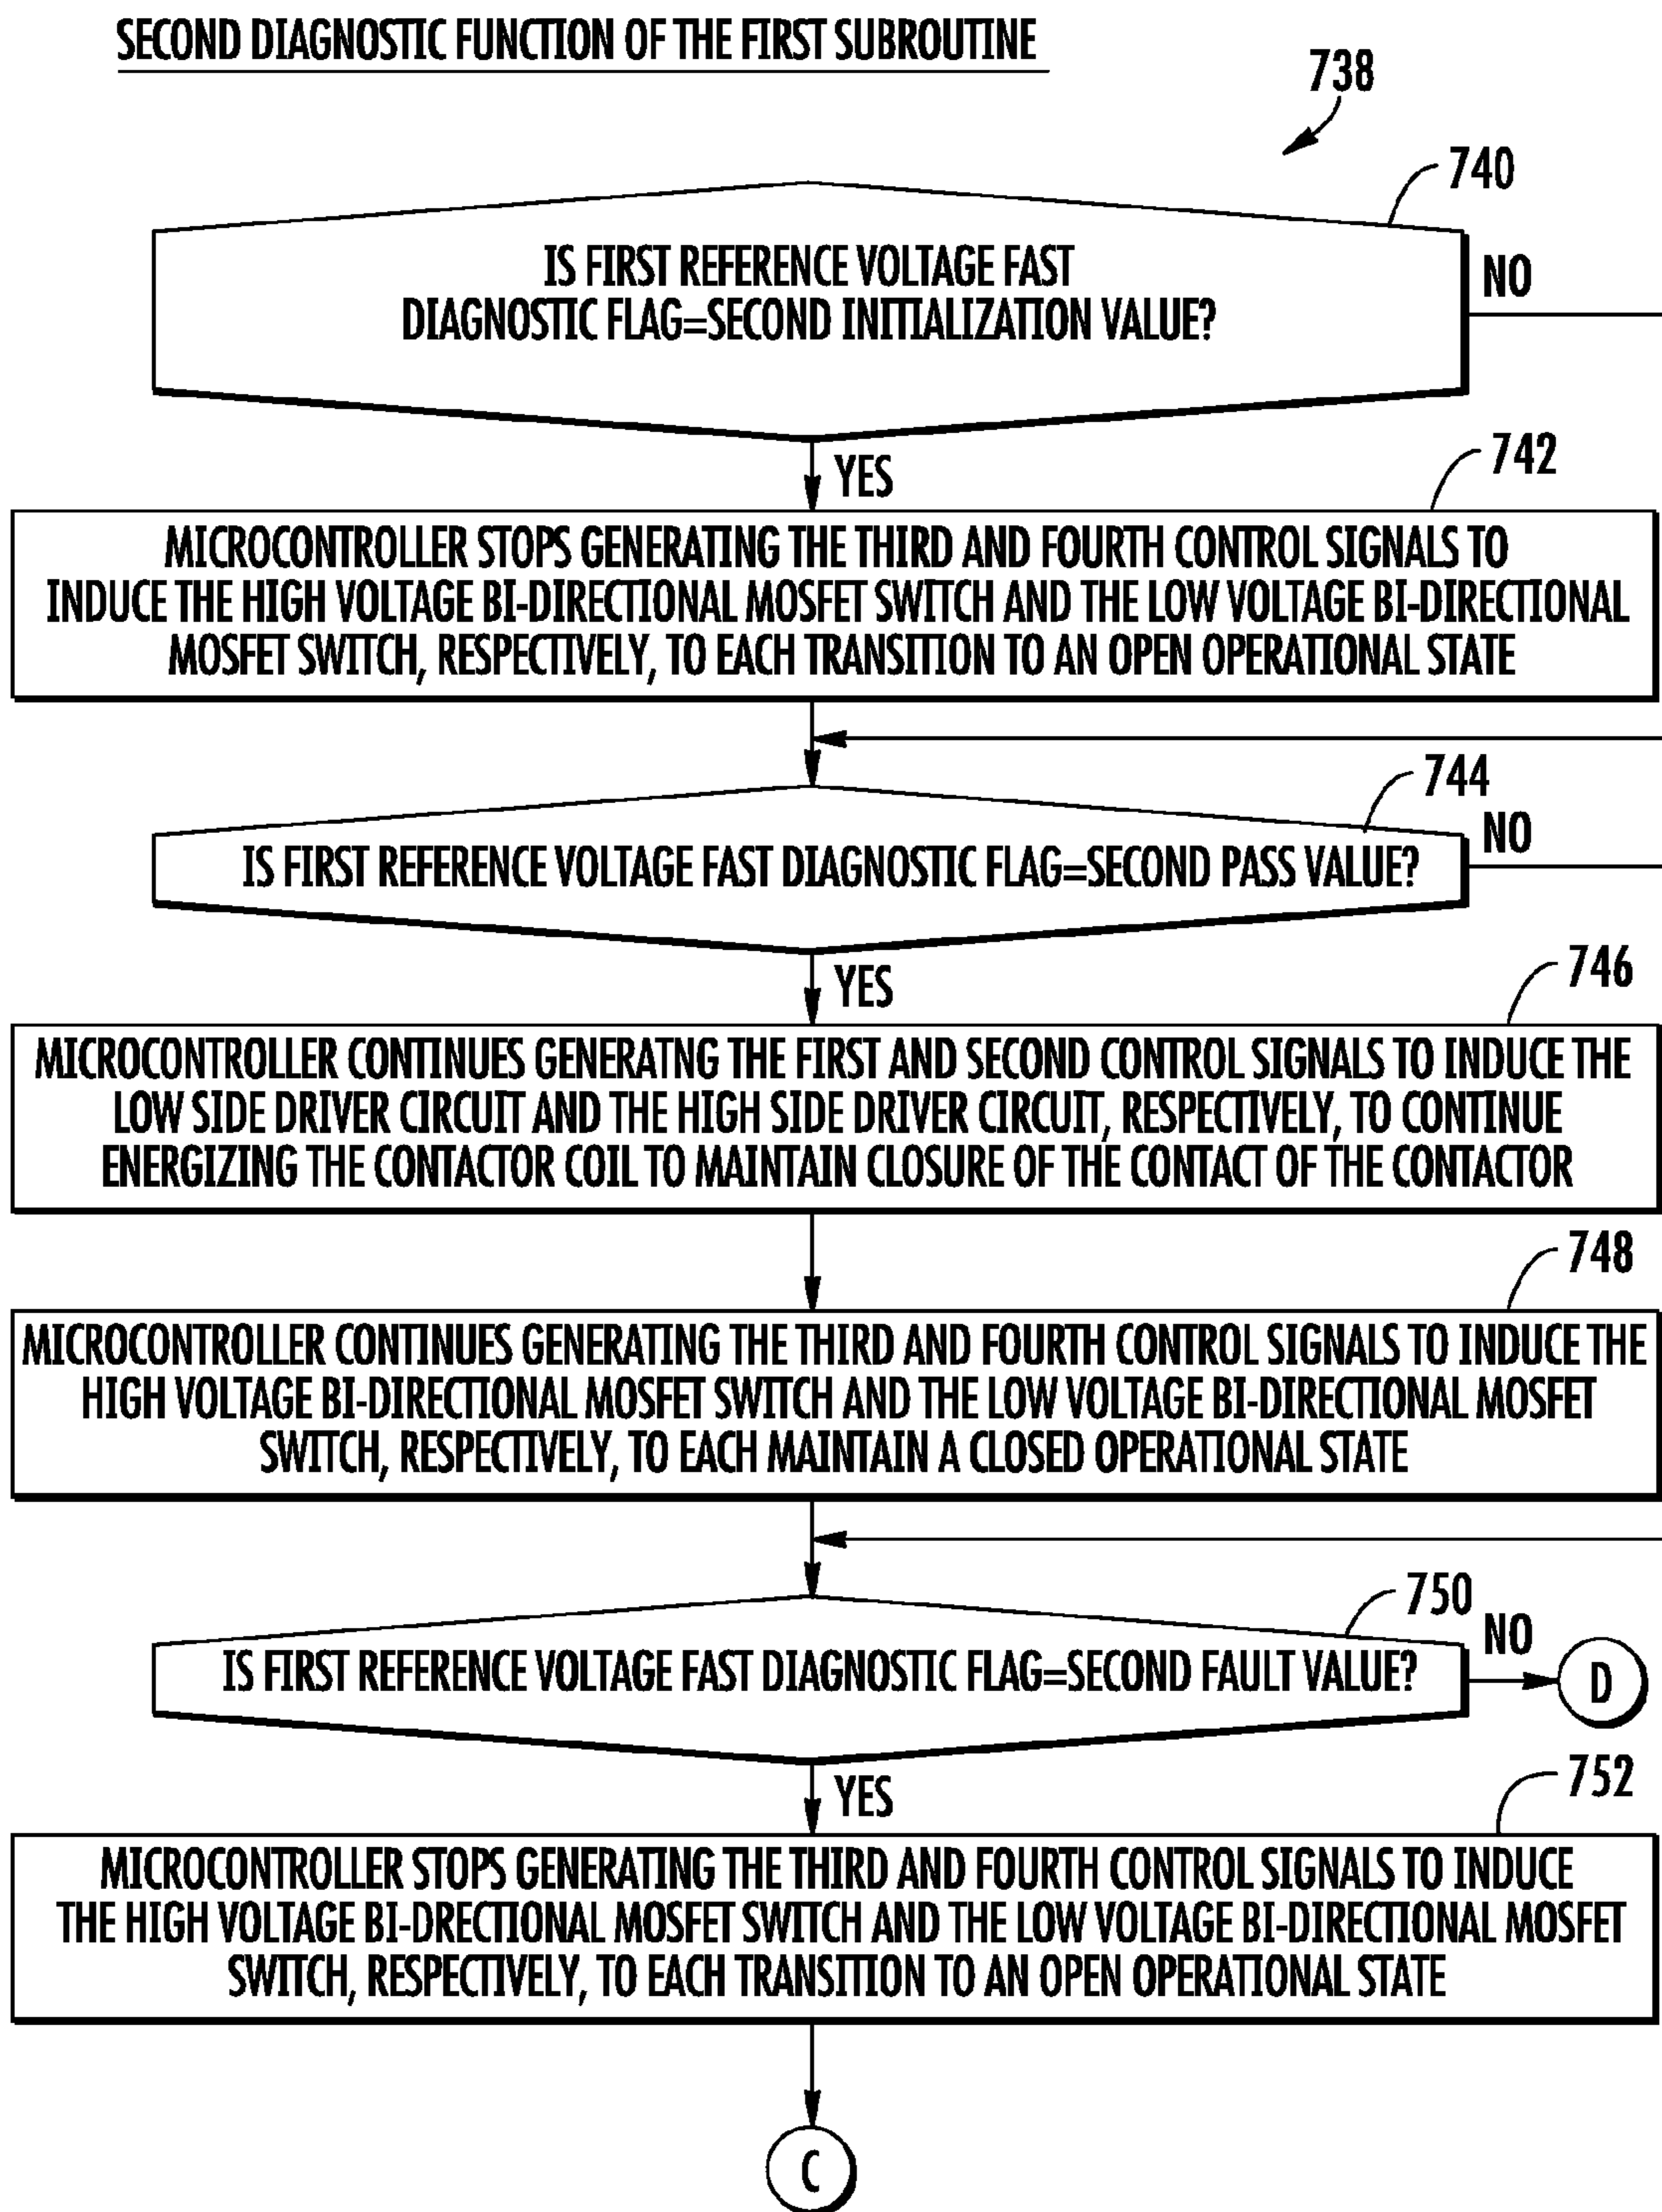 SECOND DIAGNOSTIC FUNCTION OF THE FIRST SUBROUTINE
738
740
IS FIRST REFERENCE VOLTAGE FAST
DIAGNOSTIC FLAG=SECOND INITIALIZATION VALUE?
NO
YES
742
MICROCONTROLLER STOPS GENERATING THE THIRD AND FOURTH CONTROL SIGNALS TO
INDUCE THE HIGH VOLTAGE BI-DIRECTIONAL MOSFET SWITCH AND THE LOW VOLTAGE BI-DIRECTIONAL
MOSFET SWITCH, RESPECTIVELY, TO EACH TRANSITION TO AN OPEN OPERATIONAL STATE
744
IS FIRST REFERENCE VOLTAGE FAST DIAGNOSTIC FLAG=SECOND PASS VALUE?
NO
YES
746
MICROCONTROLLER CONTINUES GENERATNG THE FIRST AND SECOND CONTROL SIGNALS TO INDUCE THE
LOW SIDE DRIVER CIRCUIT AND THE HIGH SIDE DRIVER CIRCUIT, RESPECTIVELY, TO CONTINUE
ENERGIZING THE CONTACTOR COIL TO MAINTAIN CLOSURE OF THE CONTACT OF THE CONTACTOR
748
MICROCONTROLLER CONTINUES GENERATING THE THIRD AND FOURTH CONTROL SIGNALS TO INDUCE THE
HIGH VOLTAGE BI-DIRECTIONAL MOSFET SWITCH AND THE LOW VOLTAGE BI-DIRECTIONAL MOSFET
SWITCH, RESPECTIVELY, TO EACH MAINTAIN A CLOSED OPERATIONAL STATE
750
IS FIRST REFERENCE VOLTAGE FAST DIAGNOSTIC FLAG=SECOND FAULT VALUE?
NO
D
YES
752
MICROCONTROLLER STOPS GENERATING THE THIRD AND FOURTH CONTROL SIGNALS TO INDUCE
THE HIGH VOLTAGE BI-DRECTIONAL MOSFET SWITCH AND THE LOW VOLTAGE BI-DIRECTIONAL MOSFET
SWITCH, RESPECTIVELY, TO EACH TRANSITION TO AN OPEN OPERATIONAL STATE
C